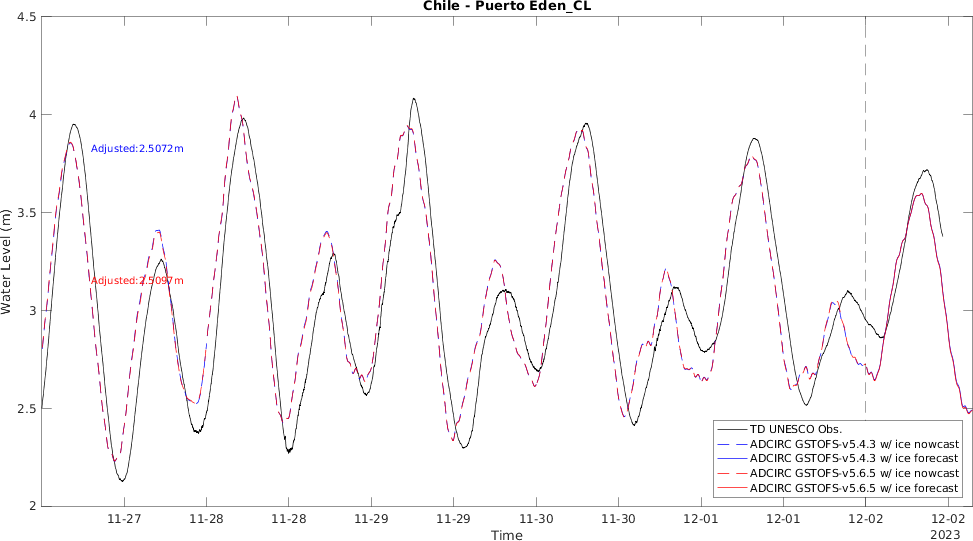 Chile - Puerto Eden_CL
4.5
4
3.5
3
2.5
2
Water Level (m)
Adjusted:2.5072m
Adjusted:2.5097m
TD UNESCO Obs.
ADCIRC GSTOFS-v5.4.3 w/ ice nowcast
ADCIRC GSTOFS-v5.4.3 w/ ice forecast
ADCIRC GSTOFS-v5.6.5 w/ ice nowcast
ADCIRC GSTOFS-v5.6.5 w/ ice forecast
11-27 11-28 11-28 11-29 11-29 11-30 11-30 12-01 12-01 12-02 12-02
Time 2023